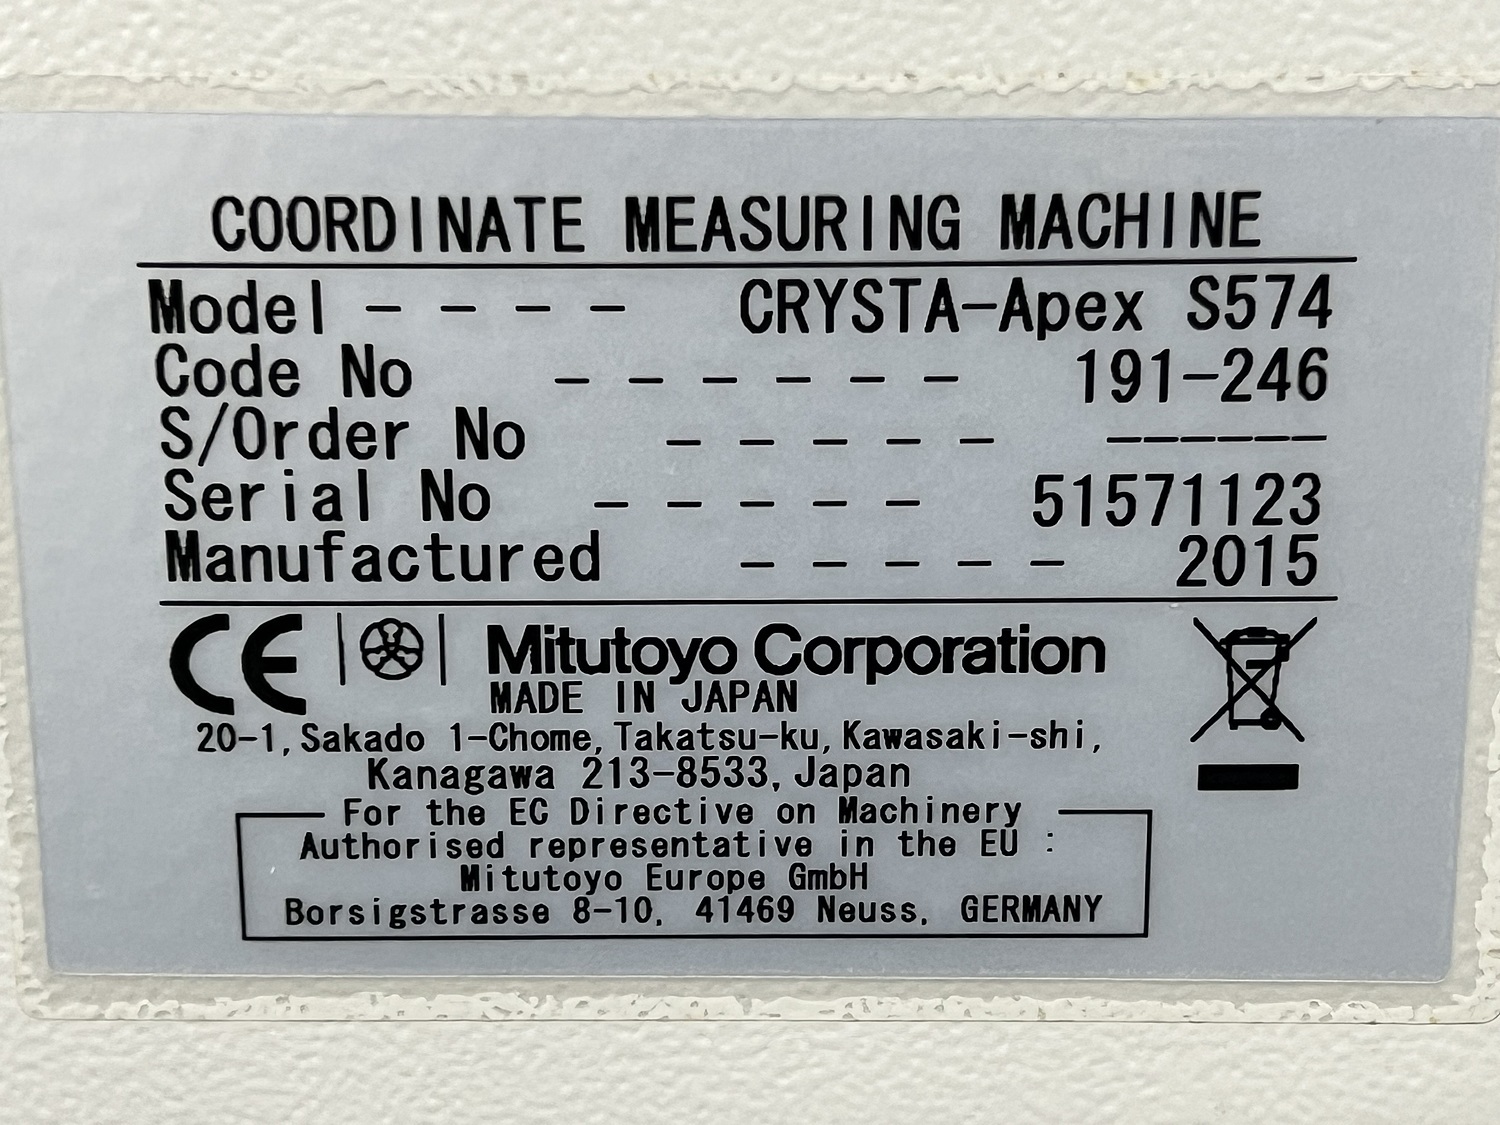 COORDINATE MEASURING MACHINE
Model - - - - CRYSTA-Apex S574
Code No - - - - - - 191-246
S/Order No - - - - - ------
Serial No - - - - - 51571123
Manufactured - - - - - 2015
CE Mitutoyo Corporation
MADE IN JAPAN
20-1, Sakado 1-Chome, Takatsu-ku, Kawasaki-shi,
Kanagawa 213-8533, Japan
For the EC Directive on Machinery
Authorised representative in the EU :
Mitutoyo Europe GmbH
Borsigstrasse 8-10, 41469 Neuss, GERMANY